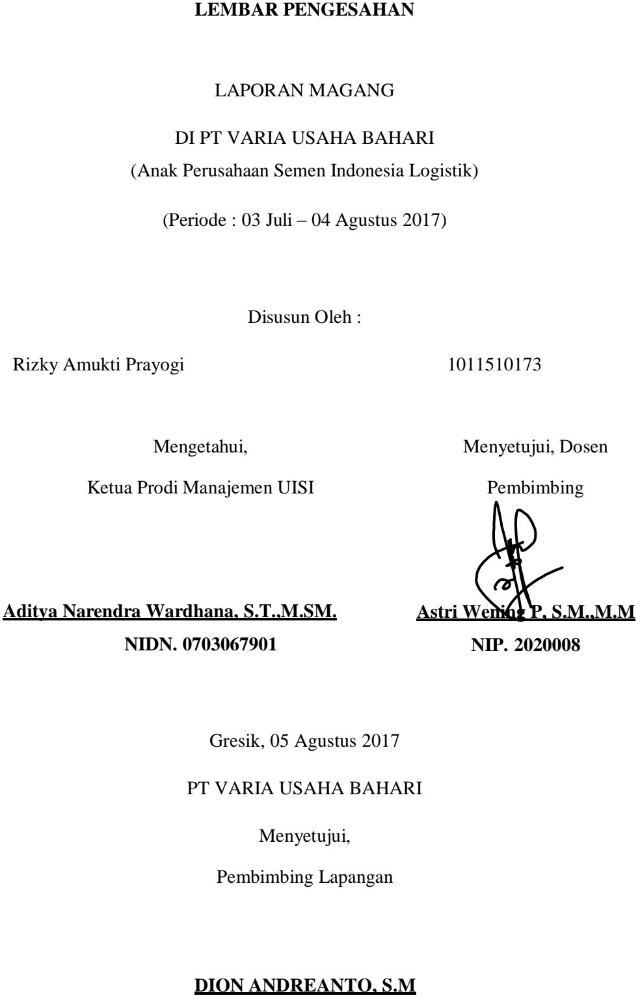 LEMBAR PENGESAHAN
LAPORAN MAGANG
DI PT VARIA USAHA BAHARI
(Anak Perusahaan Semen Indonesia Logistik)
(Periode : 03 Juli – 04 Agustus 2017)
Disusun Oleh :
Rizky Amukti Prayogi 1011510173
Mengetahui, Menyetujui, Dosen
Ketua Prodi Manajemen UISI Pembimbing
Aditya Narendra Wardhana, S.T.,M.SM. Astri Wening P, S.M.,M.M
NIDN. 0703067901 NIP. 2020008
Gresik, 05 Agustus 2017
PT VARIA USAHA BAHARI
Menyetujui,
Pembimbing Lapangan
DION ANDREANTO, S.M